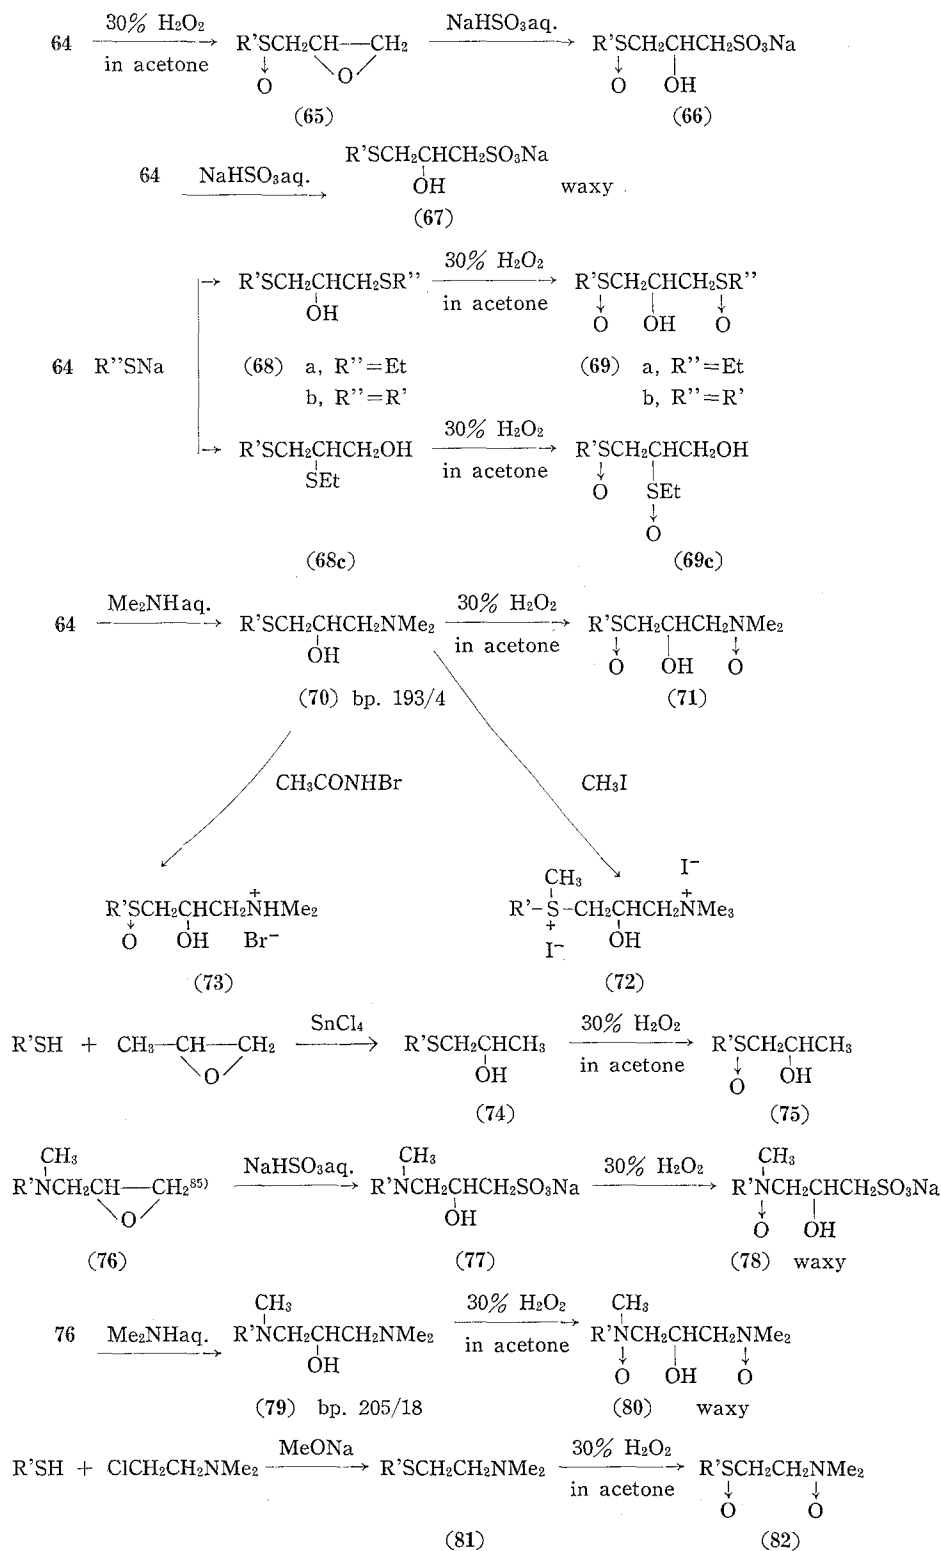 64 30% H₂O₂ in acetone R'SCH₂CH—CH₂ NaHSO₃aq. R'SCH₂CHCH₂SO₃Na
O O O OH
(65) (66)
64 NaHSO₃aq. R'SCH₂CHCH₂SO₃Na waxy
OH
(67)
R'SCH₂CHCH₂SR'' 30% H₂O₂ in acetone R'SCH₂CHCH₂SR''
OH O OH O
64 R''SNa (68) a, R''=Et (69) a, R''=Et
b, R''=R' b, R''=R'
R'SCH₂CHCH₂OH 30% H₂O₂ in acetone R'SCH₂CHCH₂OH
SEt O SEt
O
(68c) (69c)
64 Me₂NHaq. R'SCH₂CHCH₂NMe₂ 30% H₂O₂ in acetone R'SCH₂CHCH₂NMe₂
OH O OH O
(70) bp. 193/4 (71)
CH₃CONHBr CH₃I
CH₃ I⁻
R'SCH₂CHCH₂N⁺HMe₂ R'-S⁺-CH₂CHCH₂N⁺Me₃
O OH Br⁻ I⁻ OH
(73) (72)
R'SH + CH₃—CH—CH₂ SnCl₄ R'SCH₂CHCH₃ 30% H₂O₂ in acetone R'SCH₂CHCH₃
O OH O OH
(74) (75)
CH₃ CH₃ CH₃
R'NCH₂CH—CH₂⁸⁵⁾ NaHSO₃aq. R'NCH₂CHCH₂SO₃Na 30% H₂O₂ R'NCH₂CHCH₂SO₃Na
O OH O OH
(76) (77) (78) waxy
CH₃ CH₃
76 Me₂NHaq. R'NCH₂CHCH₂NMe₂ 30% H₂O₂ in acetone R'NCH₂CHCH₂NMe₂
OH O OH O
(79) bp. 205/18 (80) waxy
R'SH + ClCH₂CH₂NMe₂ MeONa R'SCH₂CH₂NMe₂ 30% H₂O₂ in acetone R'SCH₂CH₂NMe₂
O O
(81) (82)